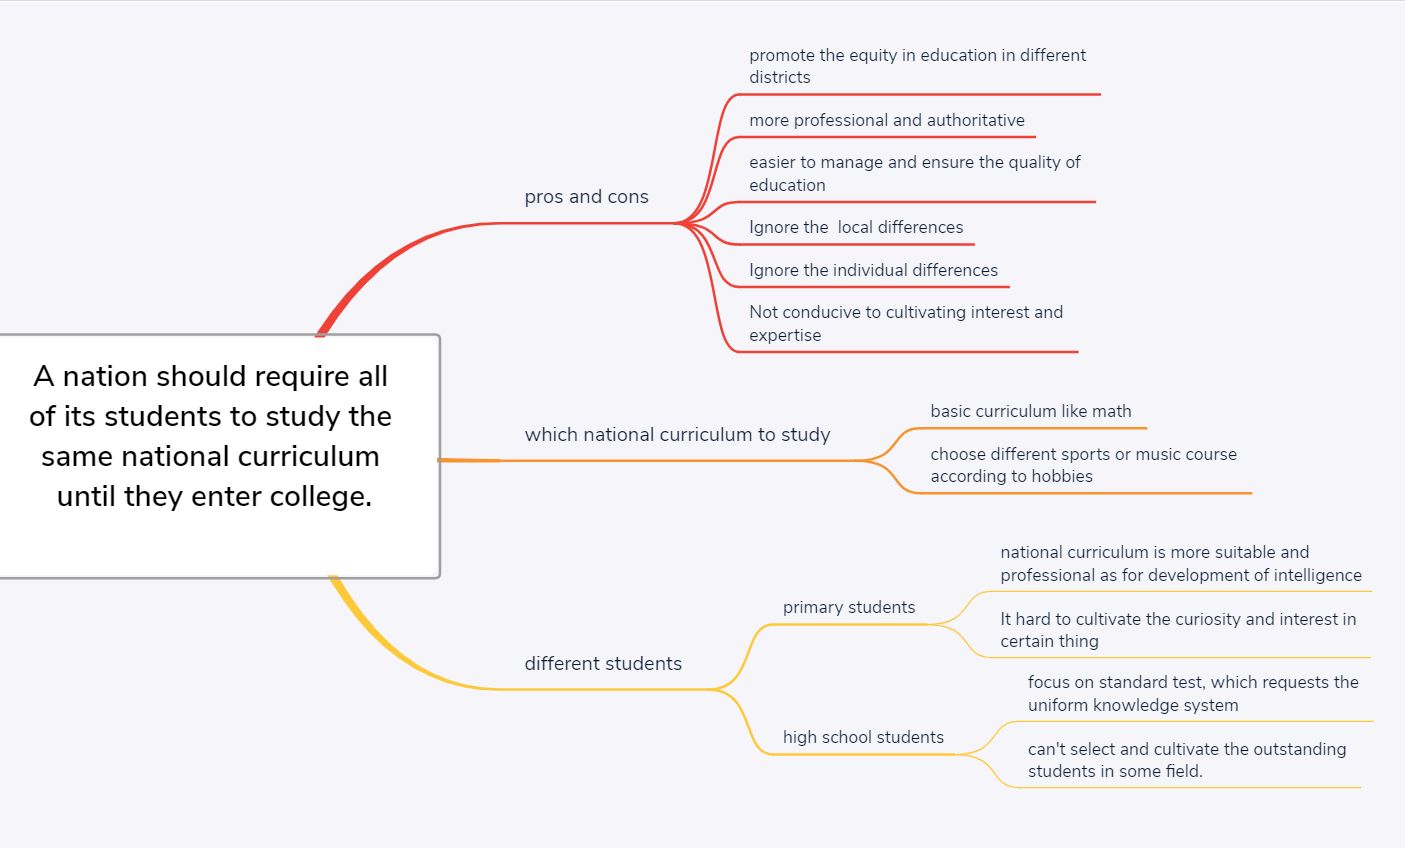 promote the equity in education in different
districts
more professional and authoritative
easier to manage and ensure the quality of
education
pros and cons
Ignore the  local differences
Ignore the individual differences
Not conducive to cultivating interest and
expertise
A nation should require all
of its students to study the
same national curriculum
until they enter college.
which national curriculum to study
basic curriculum like math
choose different sports or music course
according to hobbies
different students
primary students
national curriculum is more suitable and
professional as for development of intelligence
It hard to cultivate the curiosity and interest in
certain thing
high school students
focus on standard test, which requests the
uniform knowledge system
can't select and cultivate the outstanding
students in some field.